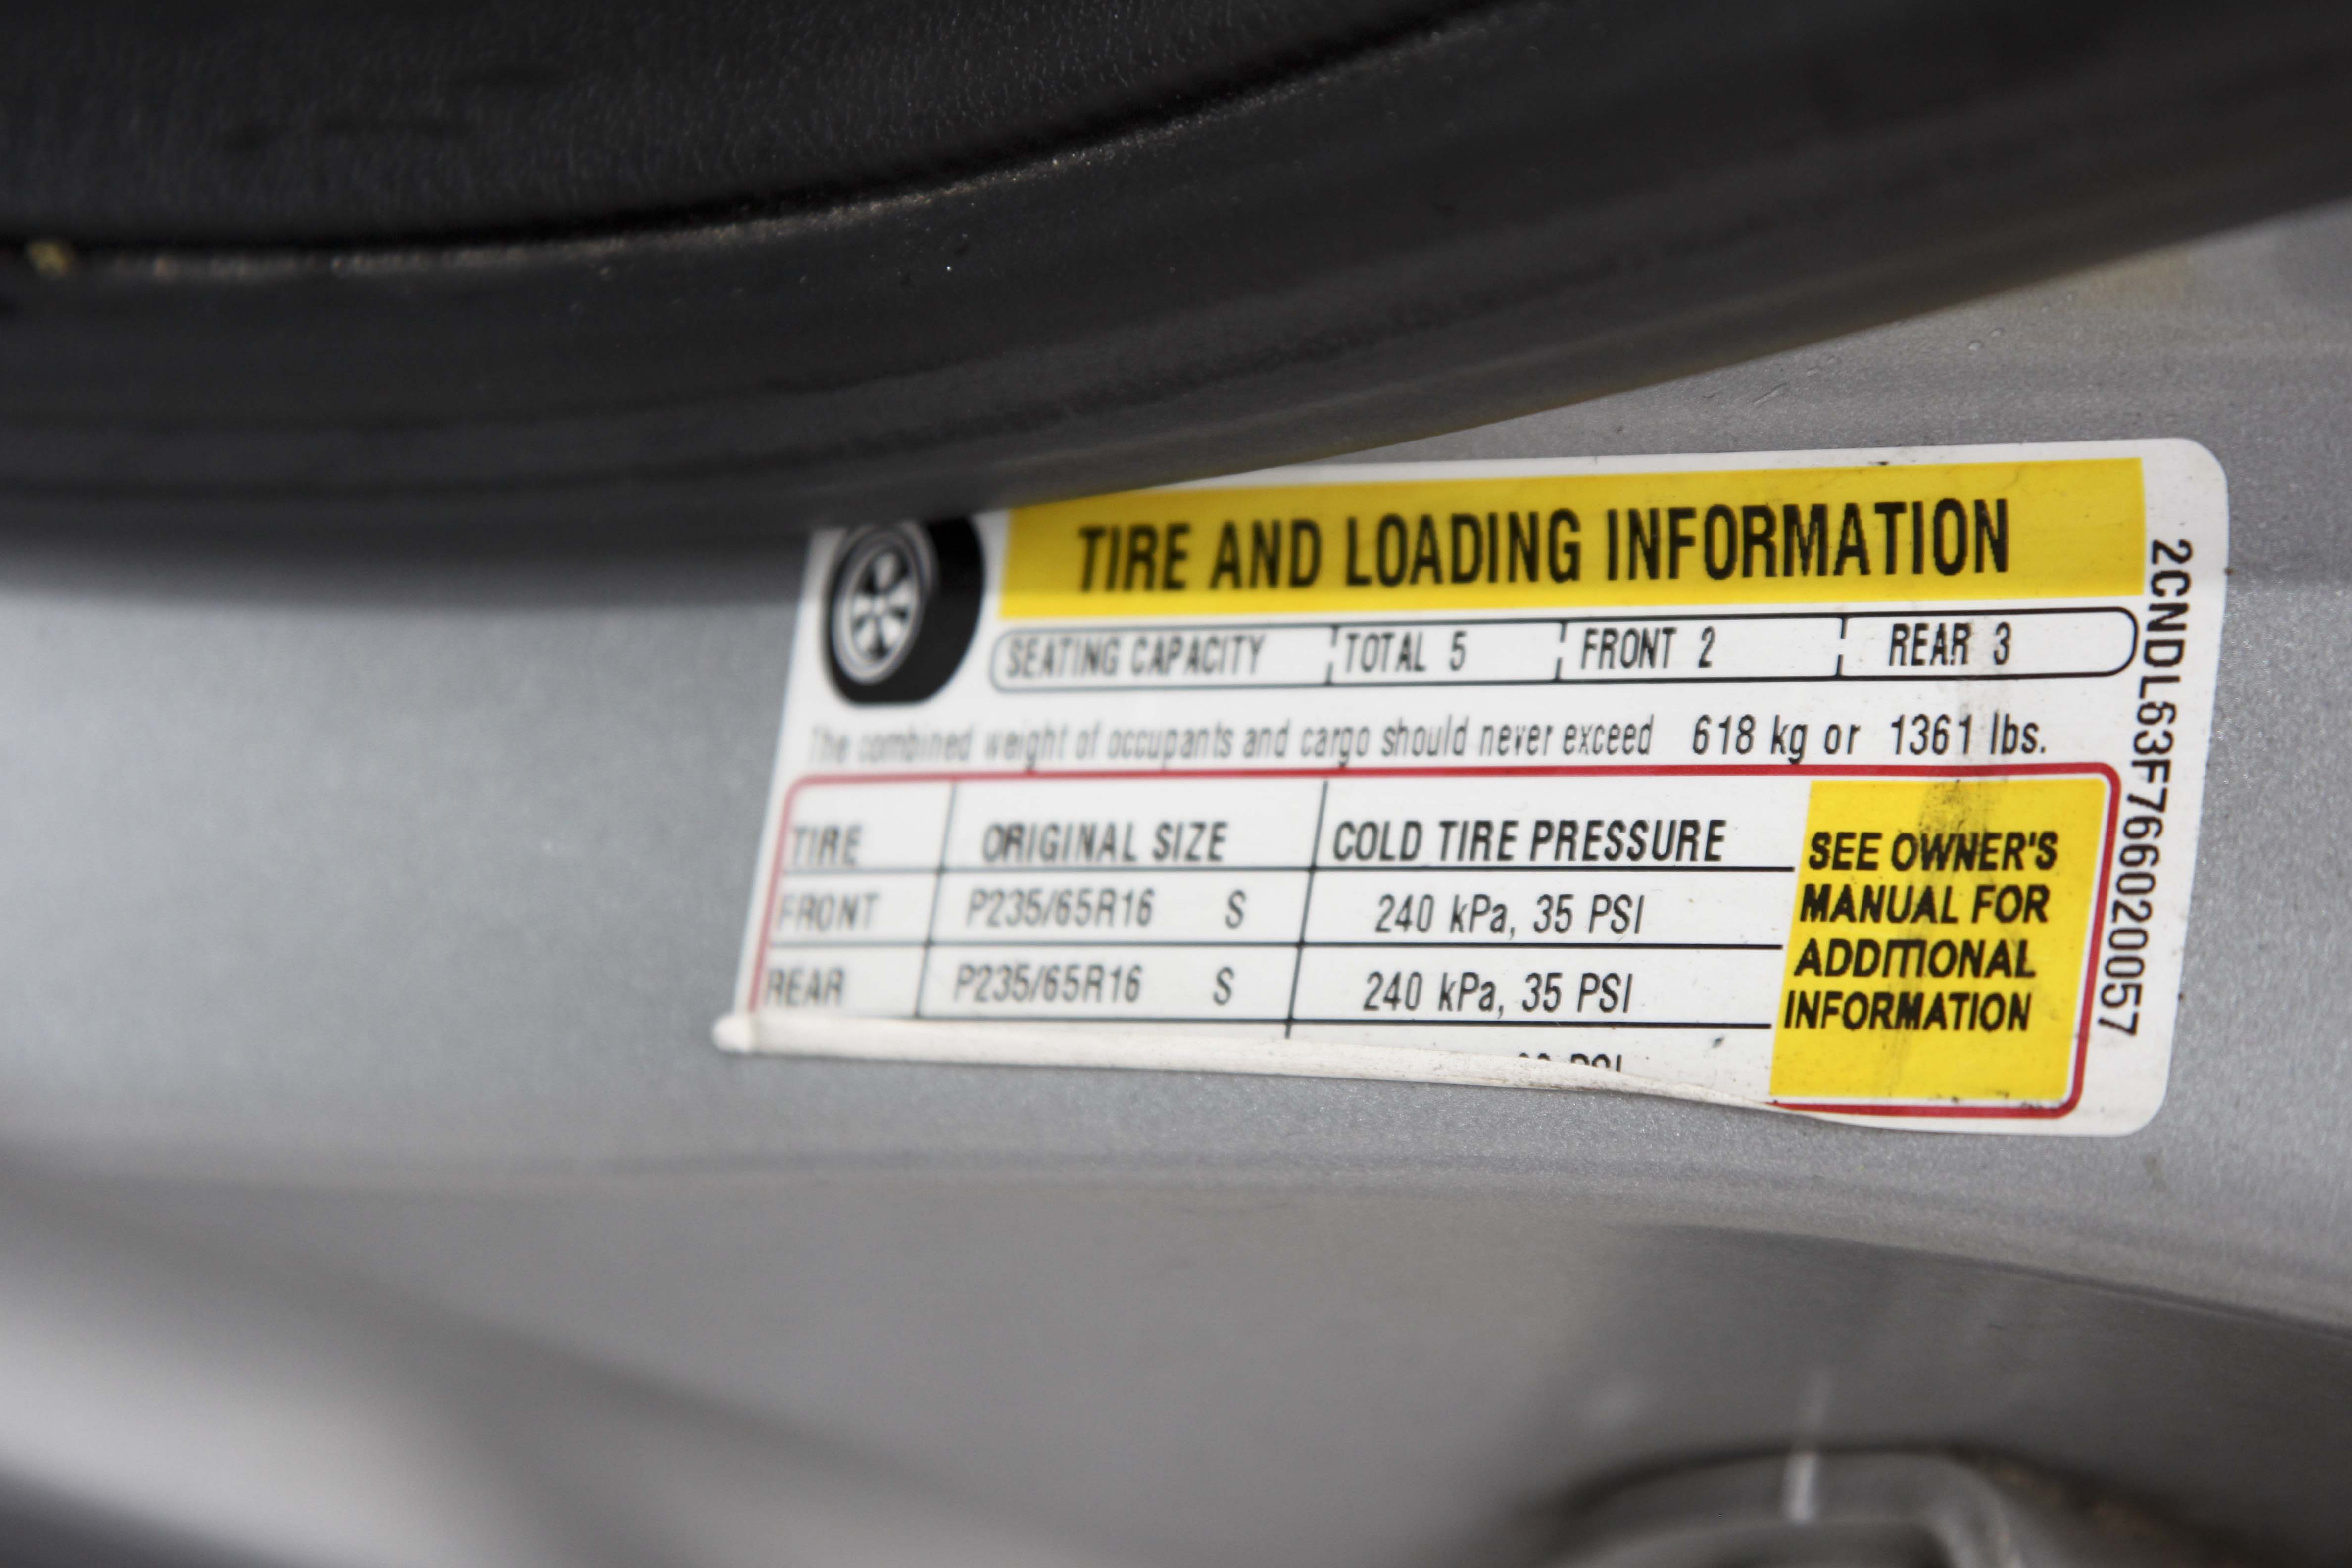 TIRE AND LOADING INFORMATION
SEATING CAPACITY TOTAL 5 FRONT 2 REAR 3
The combined weight of occupants and cargo should never exceed 618 kg or 1361 lbs.
TIRE ORIGINAL SIZE COLD TIRE PRESSURE
FRONT P235/65R16 S 240 kPa, 35 PSI
REAR P235/65R16 S 240 kPa, 35 PSI
PSI
SEE OWNER'S
MANUAL FOR
ADDITIONAL
INFORMATION
2CNDL63F766020057